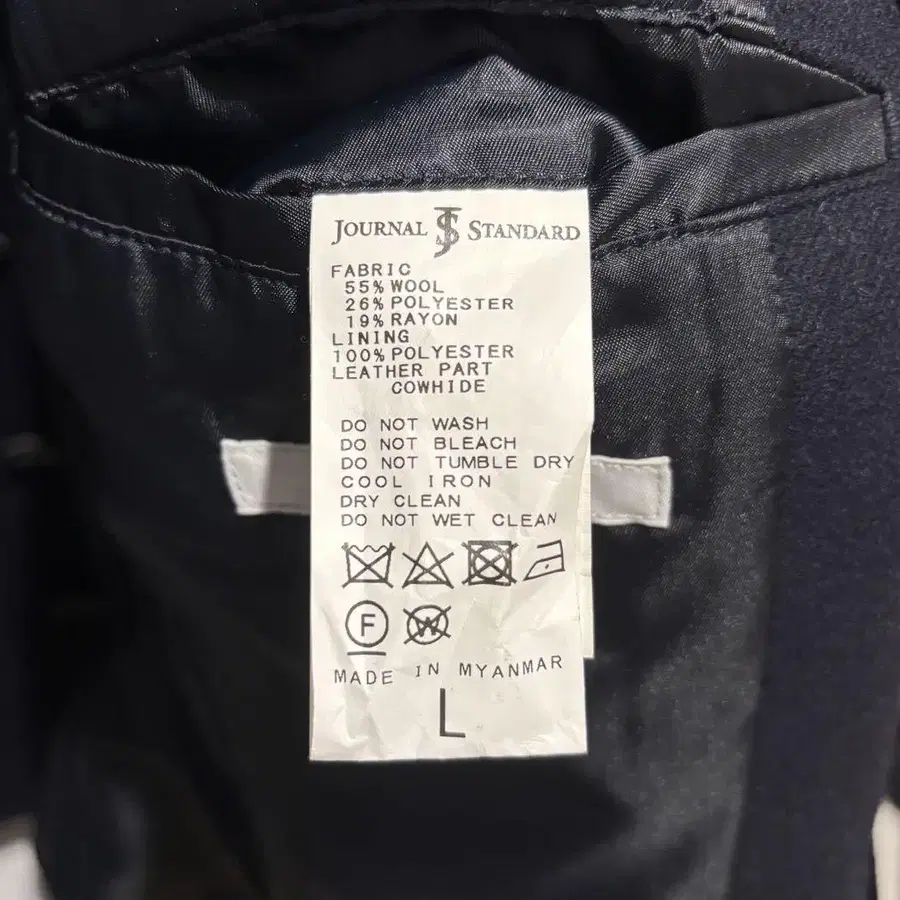 JOURNAL JS STANDARD
FABRIC
55% WOOL
26% POLYESTER
19% RAYON
LINING
100% POLYESTER
LEATHER PART
COWHIDE
DO NOT WASH
DO NOT BLEACH
DO NOT TUMBLE DRY
COOL IRON
DRY CLEAN
DO NOT WET CLEAN
F W
MADE IN MYANMAR
L